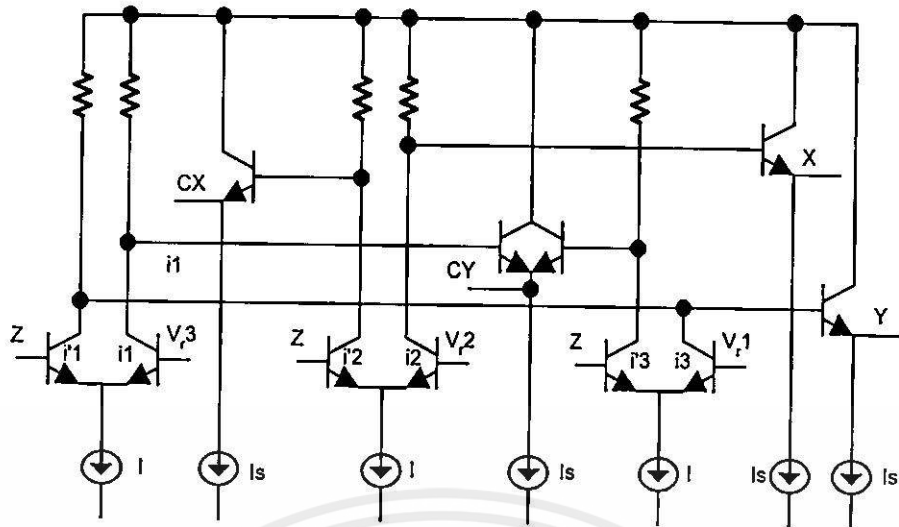 CX
X
i1
CY
Y
Z i'1 i1 Vr3
Z i'2 i2 Vr2
Z i'3 i3 Vr1
I Is I Is I Is Is